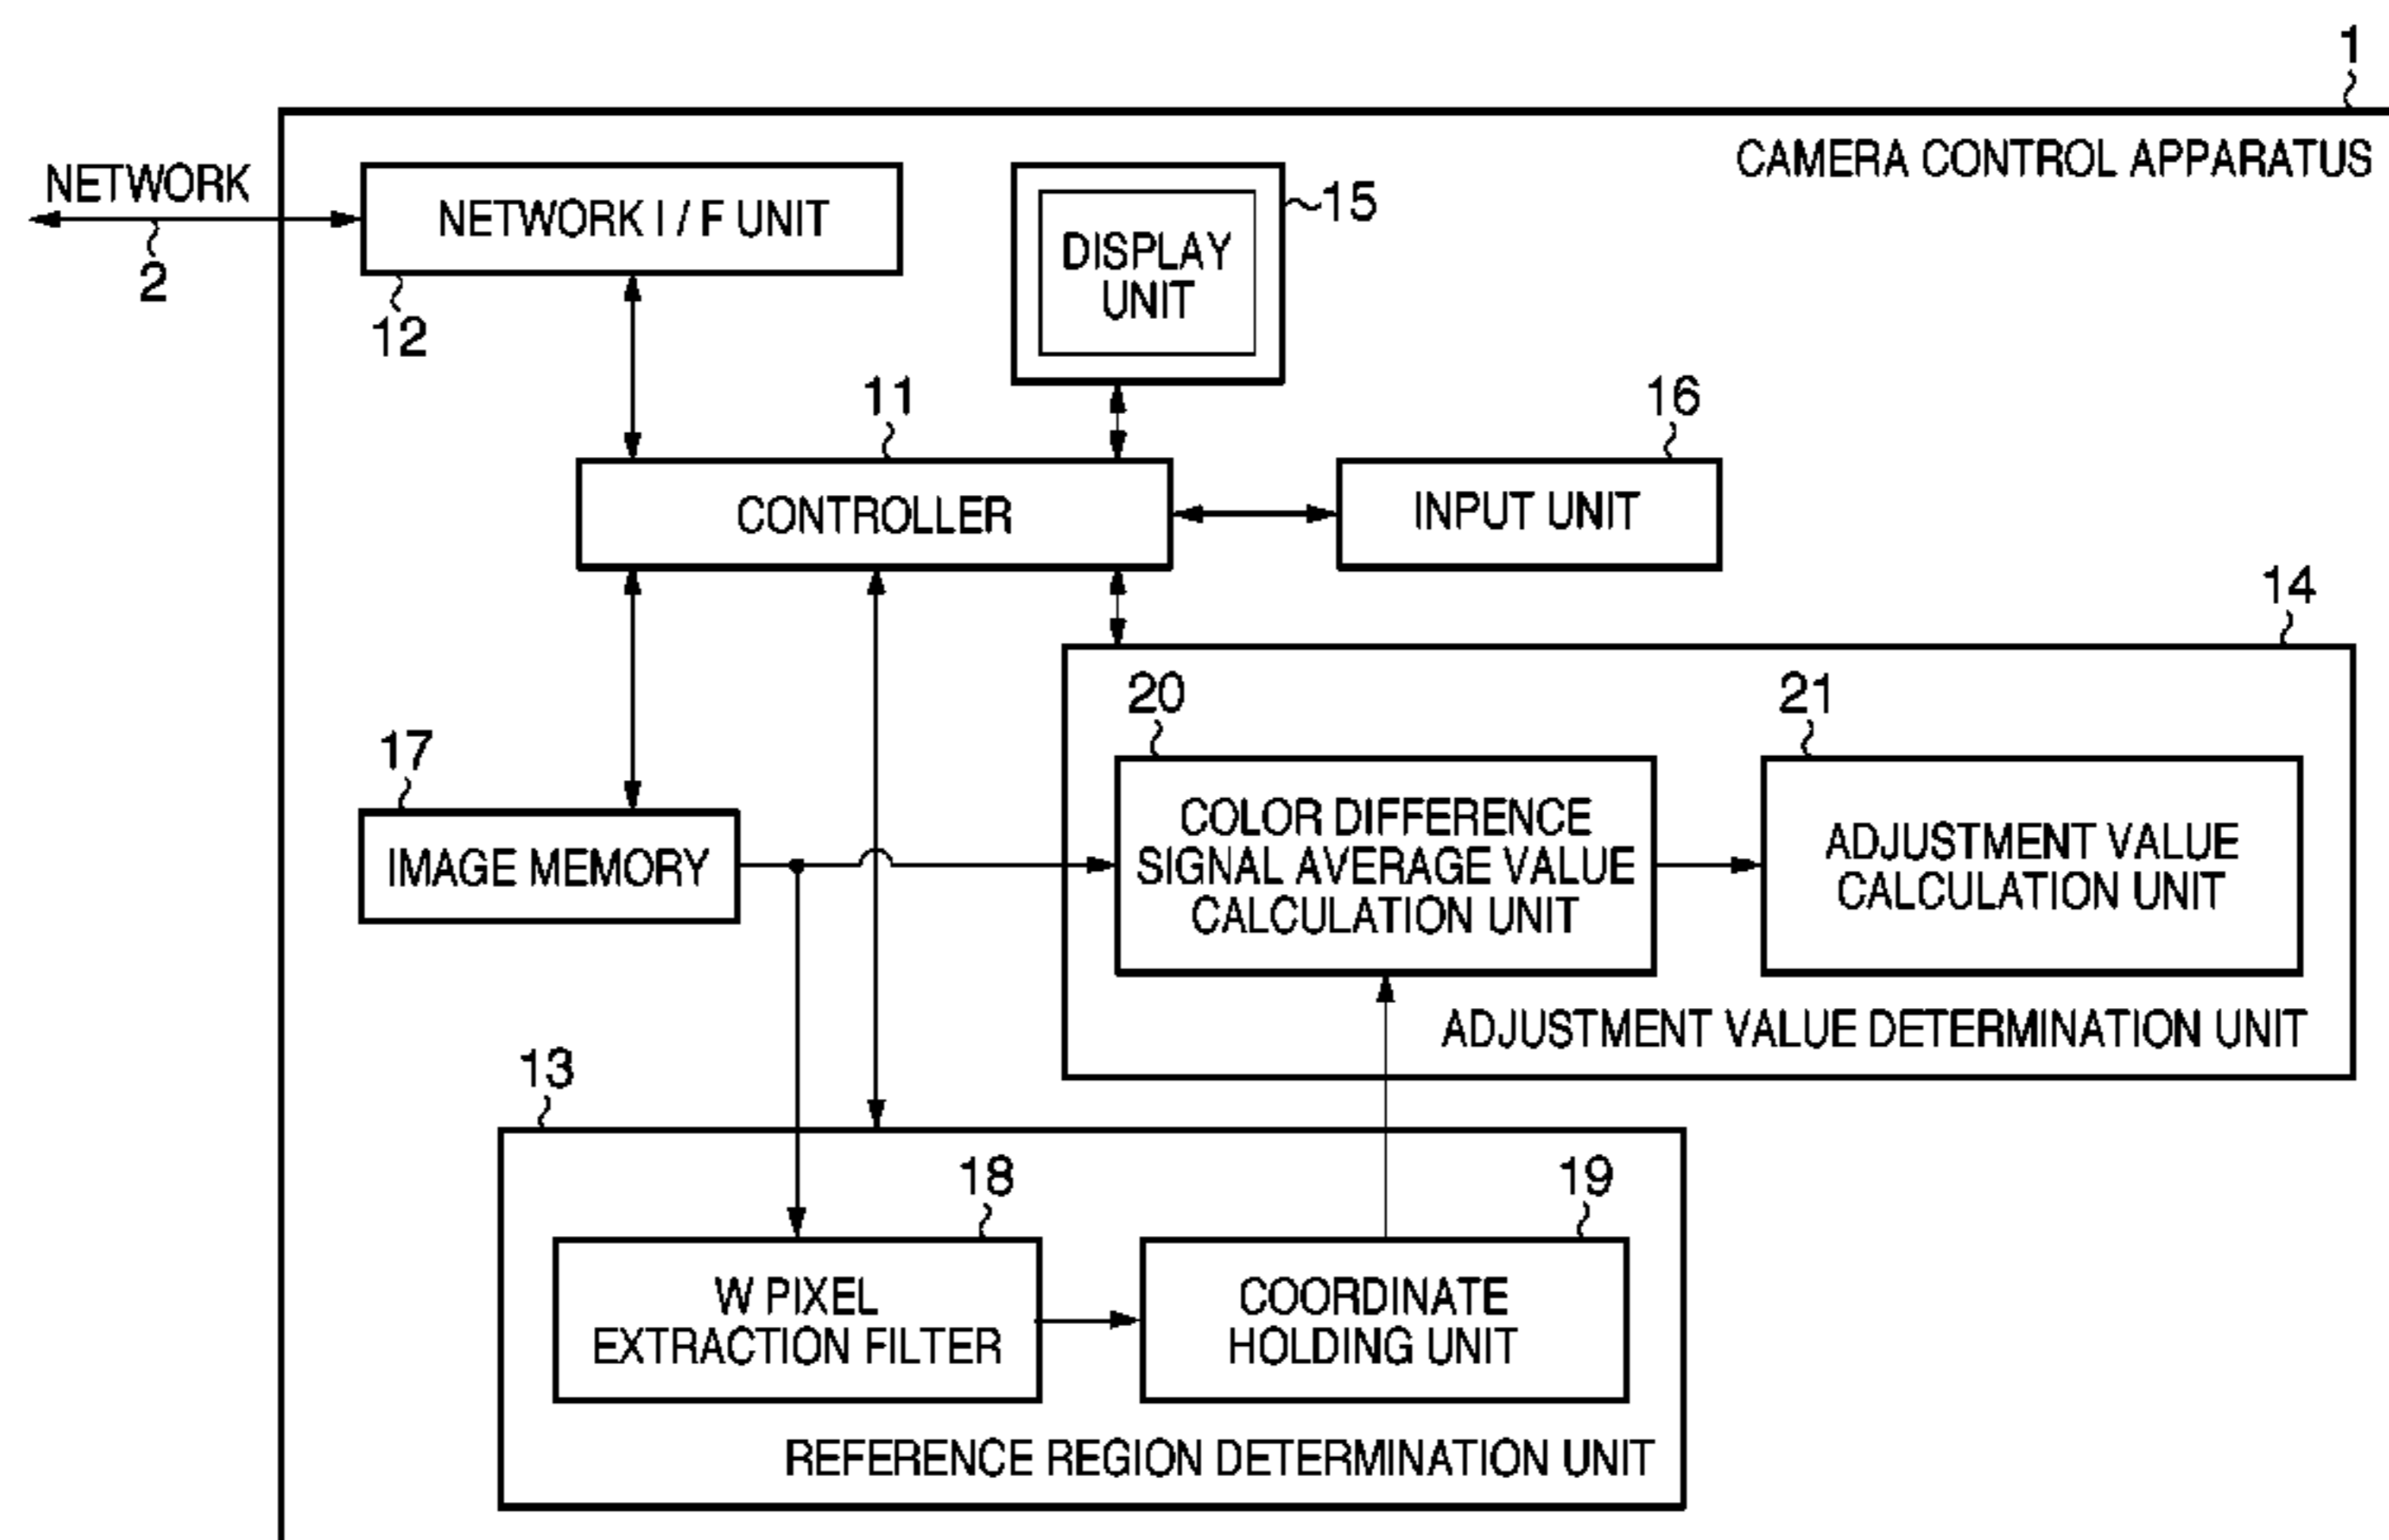 1
CAMERA CONTROL APPARATUS
NETWORK
2
NETWORK I / F UNIT
12
DISPLAY
UNIT
15
11
CONTROLLER
16
INPUT UNIT
14
17
IMAGE MEMORY
20
COLOR DIFFERENCE
SIGNAL AVERAGE VALUE
CALCULATION UNIT
21
ADJUSTMENT VALUE
CALCULATION UNIT
ADJUSTMENT VALUE DETERMINATION UNIT
13
18
W PIXEL
EXTRACTION FILTER
19
COORDINATE
HOLDING UNIT
REFERENCE REGION DETERMINATION UNIT